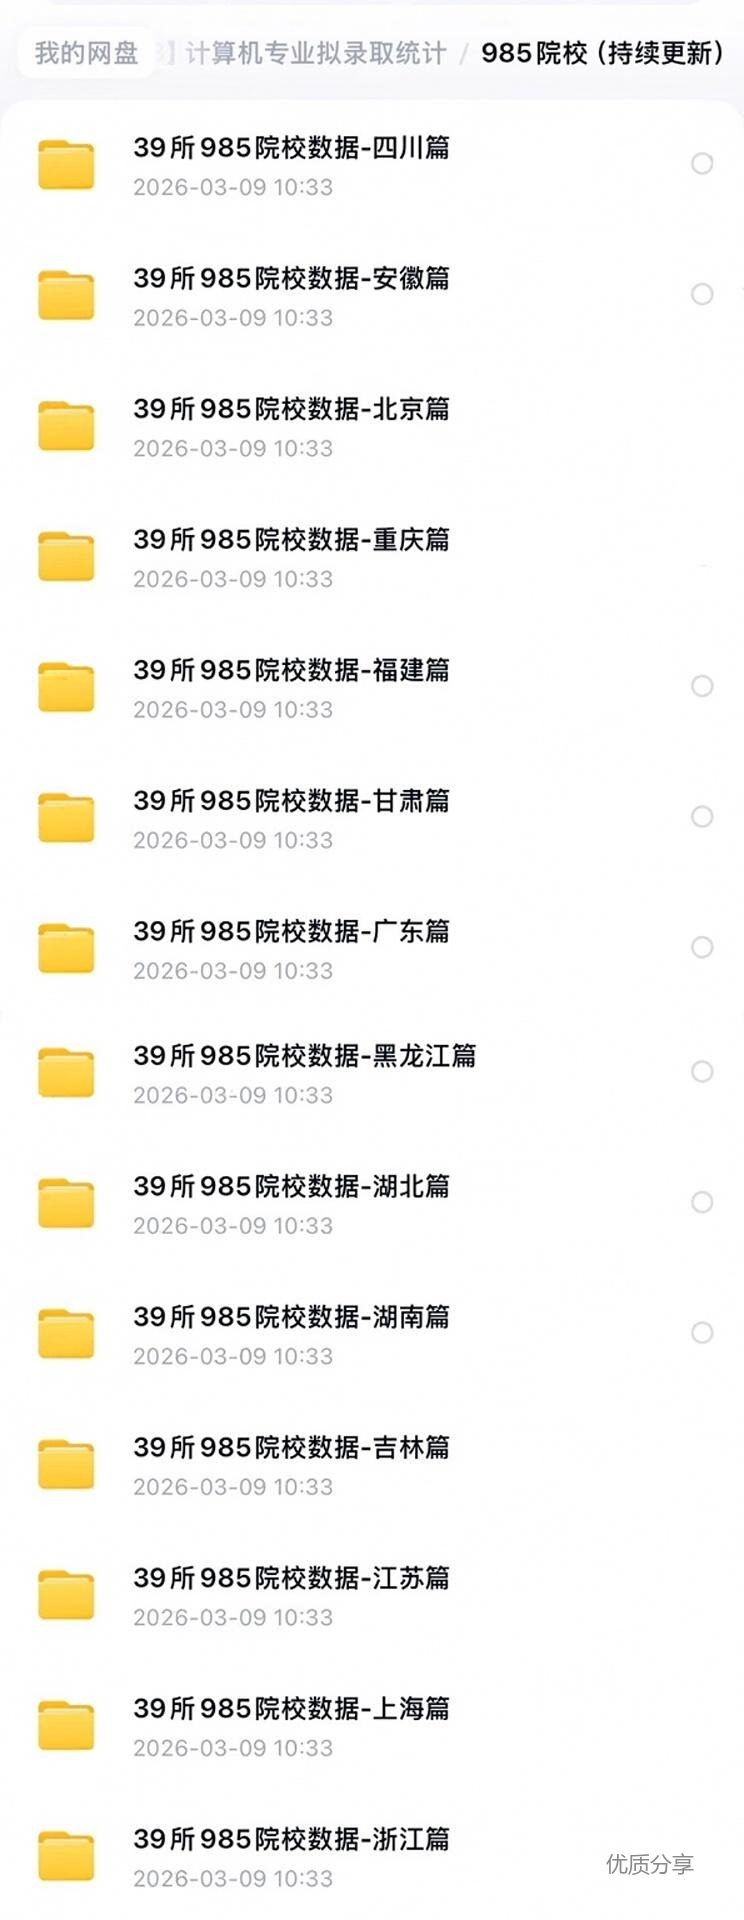 我的网盘 】计算机专业拟录取统计 / 985院校（持续更新）
39所985院校数据-四川篇
2026-03-09 10:33
39所985院校数据-安徽篇
2026-03-09 10:33
39所985院校数据-北京篇
2026-03-09 10:33
39所985院校数据-重庆篇
2026-03-09 10:33
39所985院校数据-福建篇
2026-03-09 10:33
39所985院校数据-甘肃篇
2026-03-09 10:33
39所985院校数据-广东篇
2026-03-09 10:33
39所985院校数据-黑龙江篇
2026-03-09 10:33
39所985院校数据-湖北篇
2026-03-09 10:33
39所985院校数据-湖南篇
2026-03-09 10:33
39所985院校数据-吉林篇
2026-03-09 10:33
39所985院校数据-江苏篇
2026-03-09 10:33
39所985院校数据-上海篇
2026-03-09 10:33
39所985院校数据-浙江篇
2026-03-09 10:33
优质分享